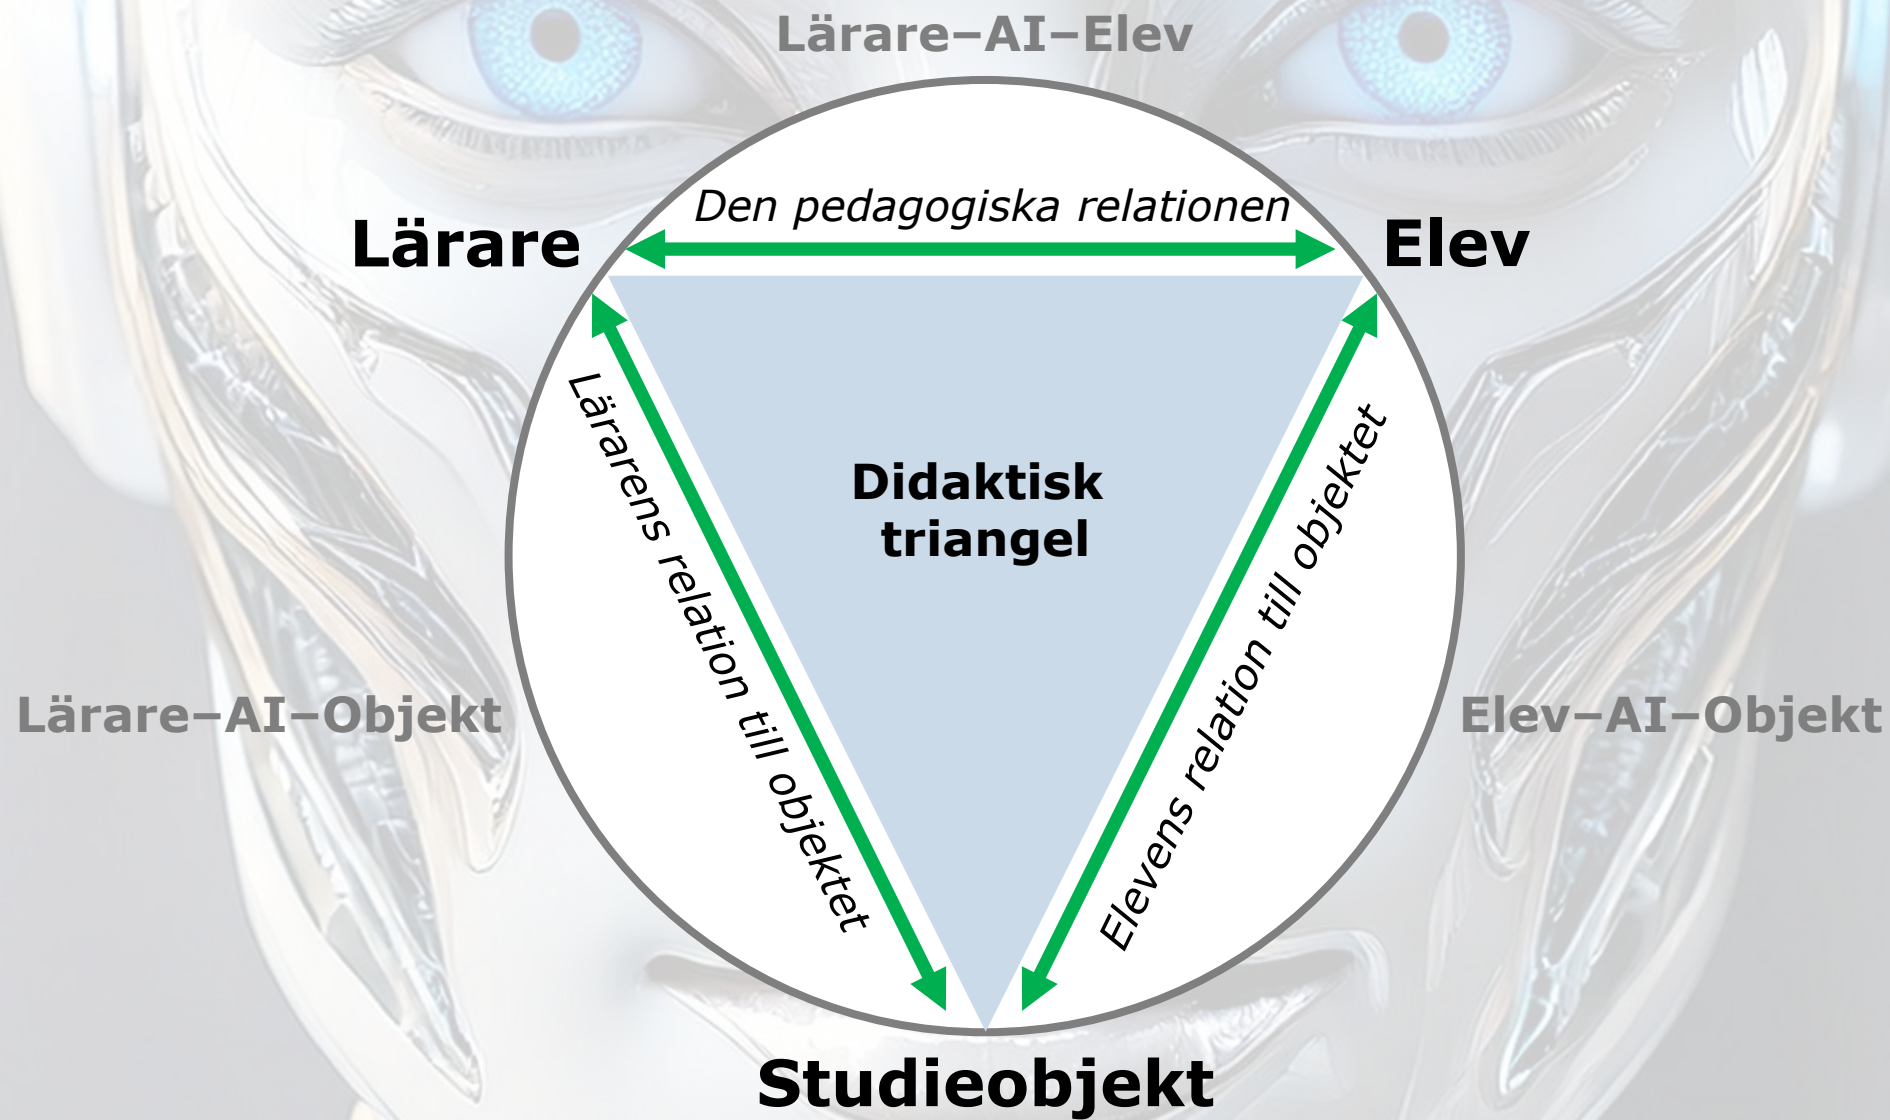 Lärare–AI–Elev
Den pedagogiska relationen
Lärare
Elev
Lärarens relation till objektet
Didaktisk
triangel
Elevens relation till objektet
Lärare–AI–Objekt
Elev–AI–Objekt
Studieobjekt